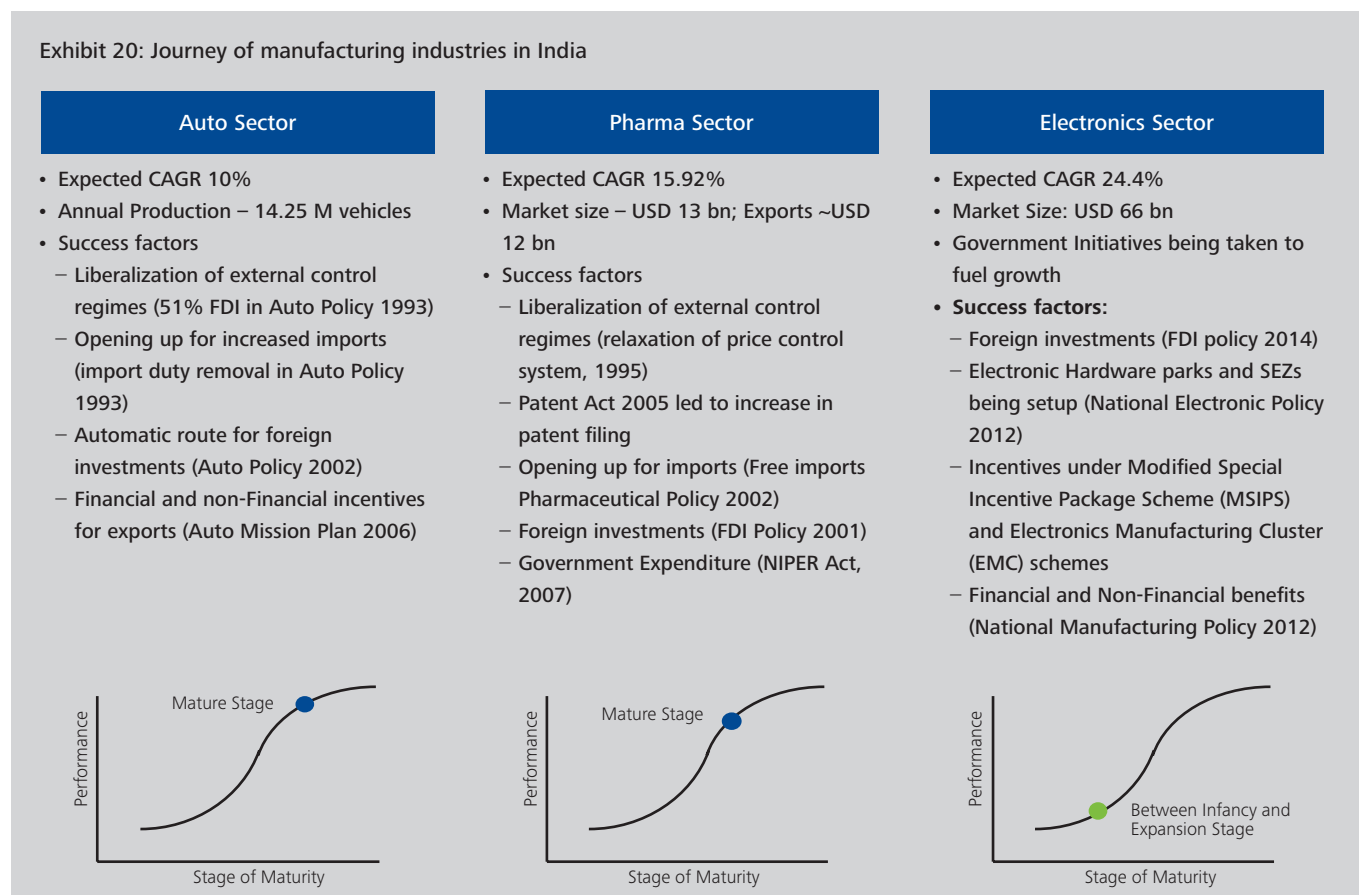 Exhibit 20: Journey of manufacturing industries in India
Auto Sector
• Expected CAGR 10%
• Annual Production – 14.25 M vehicles
• Success factors
– Liberalization of external control
regimes (51% FDI in Auto Policy 1993)
– Opening up for increased imports
(import duty removal in Auto Policy
1993)
– Automatic route for foreign
investments (Auto Policy 2002)
– Financial and non-Financial incentives
for exports (Auto Mission Plan 2006)
Performance
Mature Stage
Stage of Maturity
Pharma Sector
• Expected CAGR 15.92%
• Market size – USD 13 bn; Exports ~USD
12 bn
• Success factors
– Liberalization of external control
regimes (relaxation of price control
system, 1995)
– Patent Act 2005 led to increase in
patent filing
– Opening up for imports (Free imports
Pharmaceutical Policy 2002)
– Foreign investments (FDI Policy 2001)
– Government Expenditure (NIPER Act,
2007)
Performance
Mature Stage
Stage of Maturity
Electronics Sector
• Expected CAGR 24.4%
• Market Size: USD 66 bn
• Government Initiatives being taken to
fuel growth
• Success factors:
– Foreign investments (FDI policy 2014)
– Electronic Hardware parks and SEZs
being setup (National Electronic Policy
2012)
– Incentives under Modified Special
Incentive Package Scheme (MSIPS)
and Electronics Manufacturing Cluster
(EMC) schemes
– Financial and Non-Financial benefits
(National Manufacturing Policy 2012)
Performance
Between Infancy and
Expansion Stage
Stage of Maturity